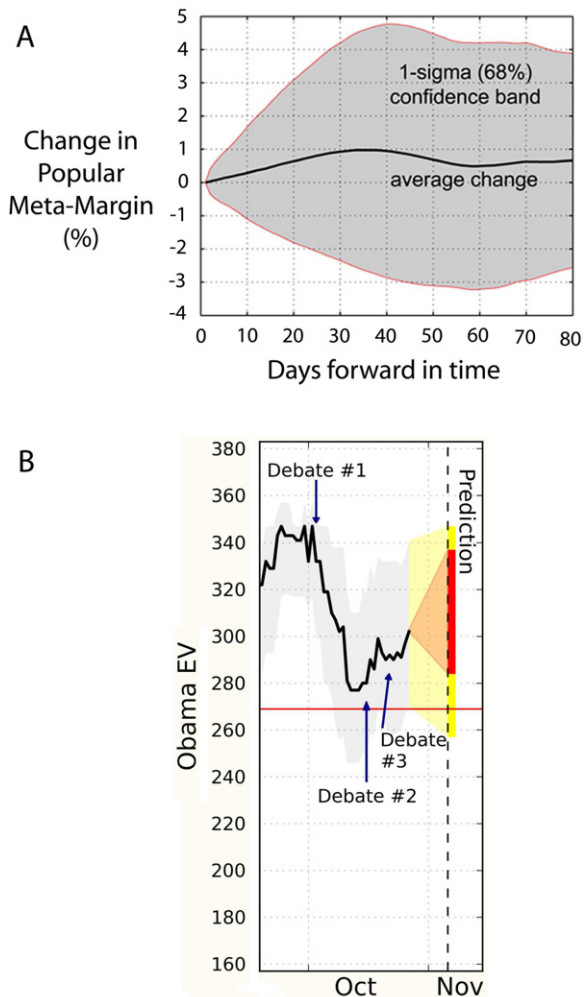 A
5
4
3
2
1
0
-1
-2
-3
-4
Change in
Popular
Meta-Margin
(%)
1-sigma (68%)
confidence band
average change
0 10 20 30 40 50 60 70 80
Days forward in time
B
380
360
340
320
300
280
260
240
220
200
180
160
Obama EV
Debate #1
Debate
#3
Debate #2
Prediction
Oct Nov